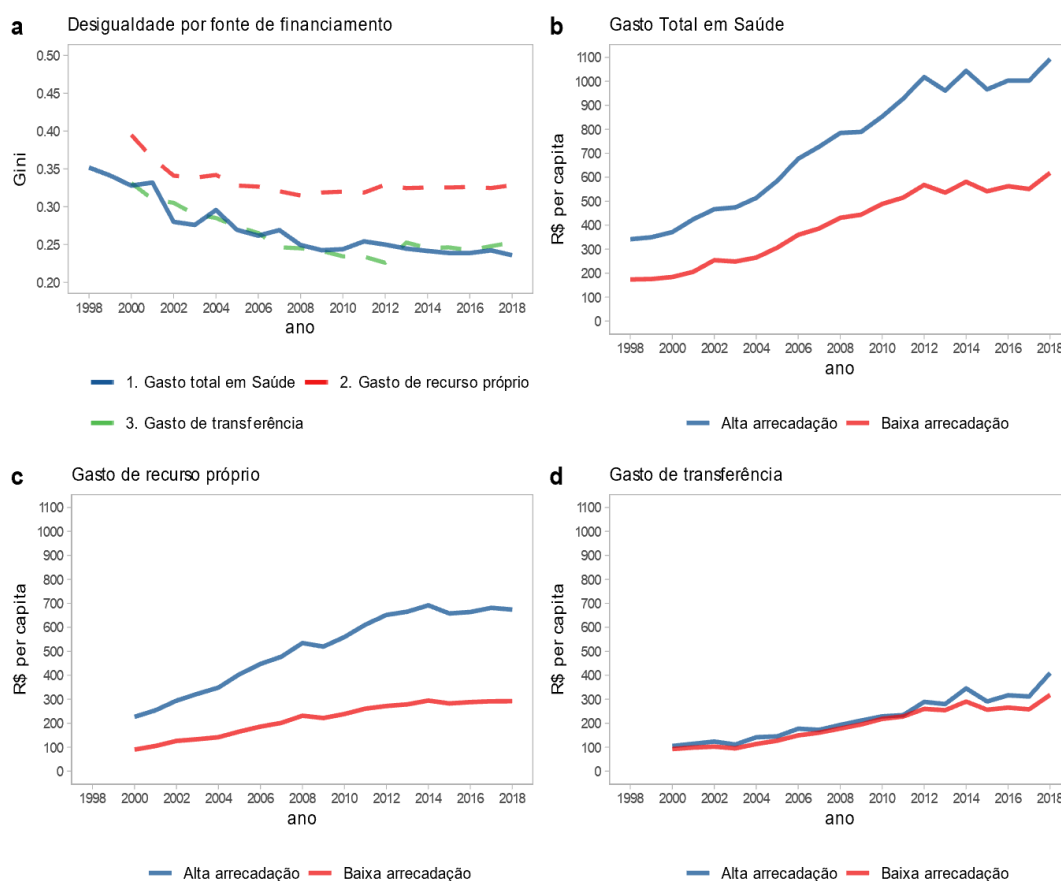 a Desigualdade por fonte de financiamento
0.50
0.45
0.40
0.35
0.30
0.25
0.20
Gini
1998 2000 2002 2004 2006 2008 2010 2012 2014 2016 2018
ano
1. Gasto total em Saúde 2. Gasto de recurso próprio
3. Gasto de transferência
b Gasto Total em Saúde
1100
1000
900
800
700
600
500
400
300
200
100
0
R$ per capita
1998 2000 2002 2004 2006 2008 2010 2012 2014 2016 2018
ano
Alta arrecadação Baixa arrecadação
c Gasto de recurso próprio
1100
1000
900
800
700
600
500
400
300
200
100
0
R$ per capita
1998 2000 2002 2004 2006 2008 2010 2012 2014 2016 2018
ano
Alta arrecadação Baixa arrecadação
d Gasto de transferência
1100
1000
900
800
700
600
500
400
300
200
100
0
R$ per capita
1998 2000 2002 2004 2006 2008 2010 2012 2014 2016 2018
ano
Alta arrecadação Baixa arrecadação